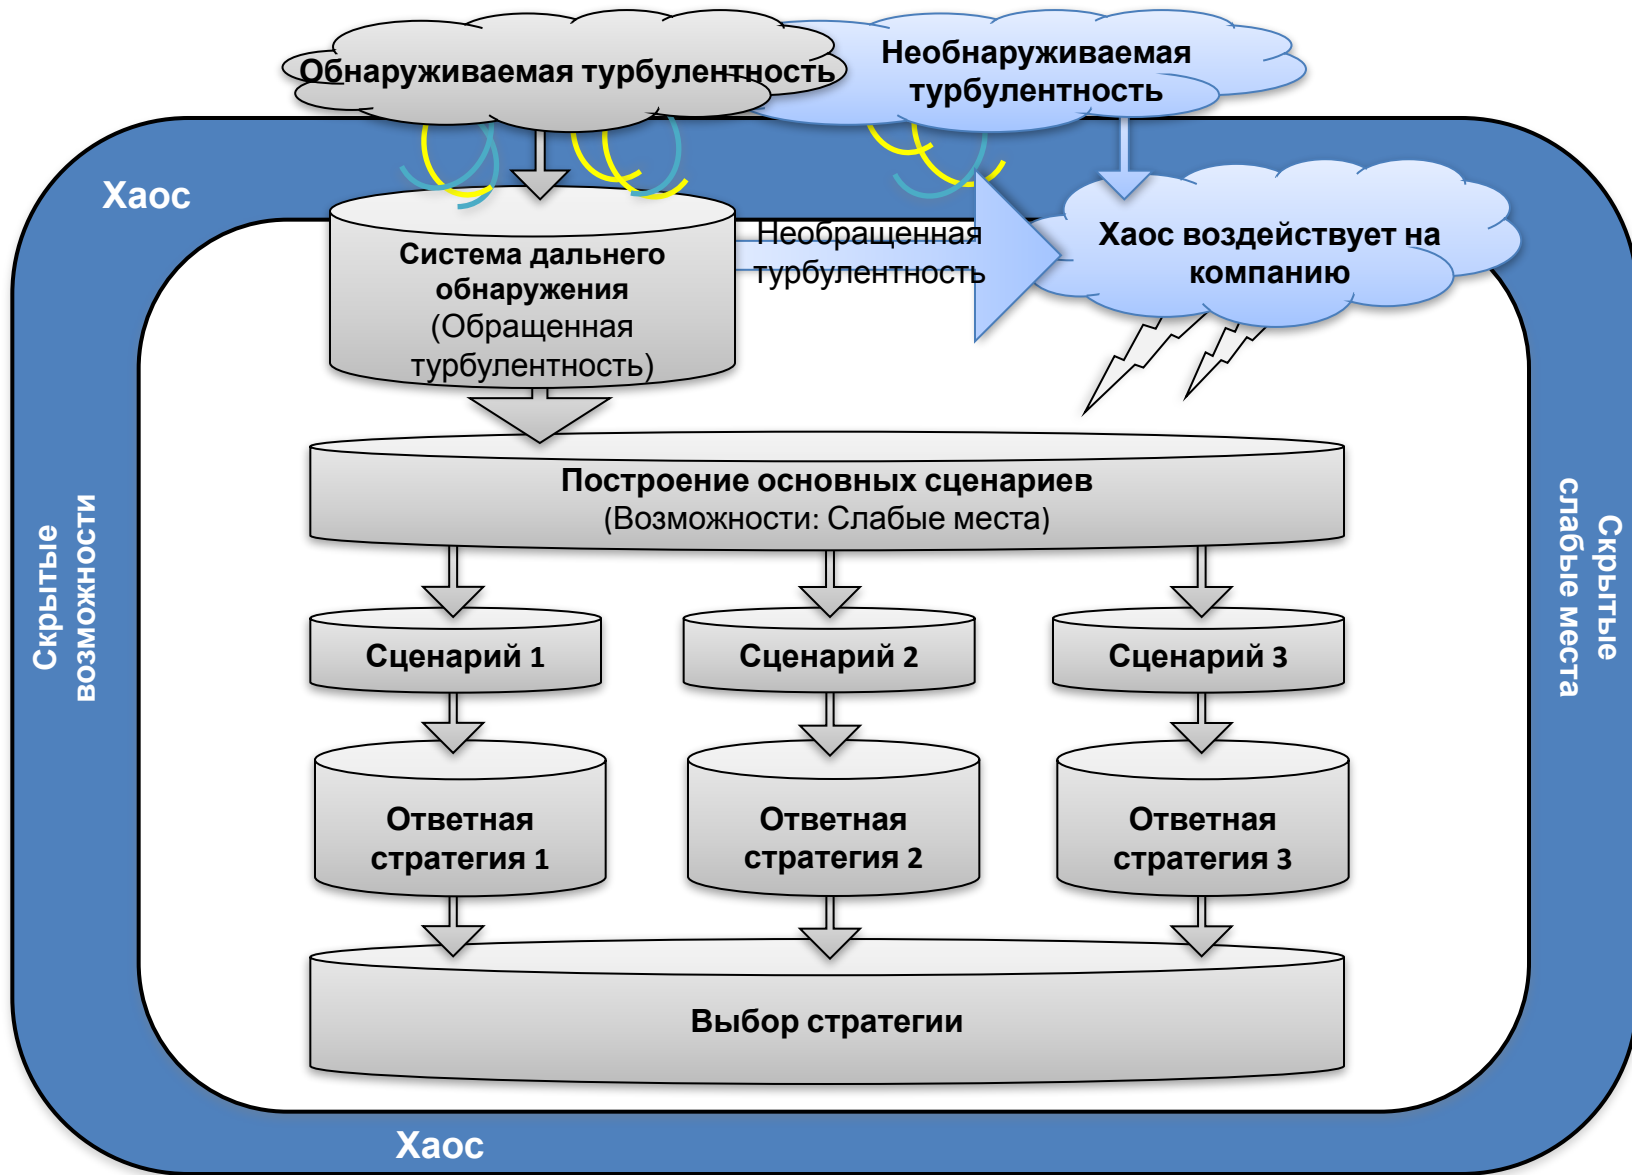 Обнаруживаемая турбулентность
Необнаруживаемая
турбулентность
Хаос
Система дальнего
обнаружения
(Обращенная
турбулентность)
Необращенная
турбулентность
Хаос воздействует на
компанию
Построение основных сценариев
(Возможности: Слабые места)
Скрытые
возможности
Скрытые
слабые места
Сценарий 1
Сценарий 2
Сценарий 3
Ответная
стратегия 1
Ответная
стратегия 2
Ответная
стратегия 3
Выбор стратегии
Хаос